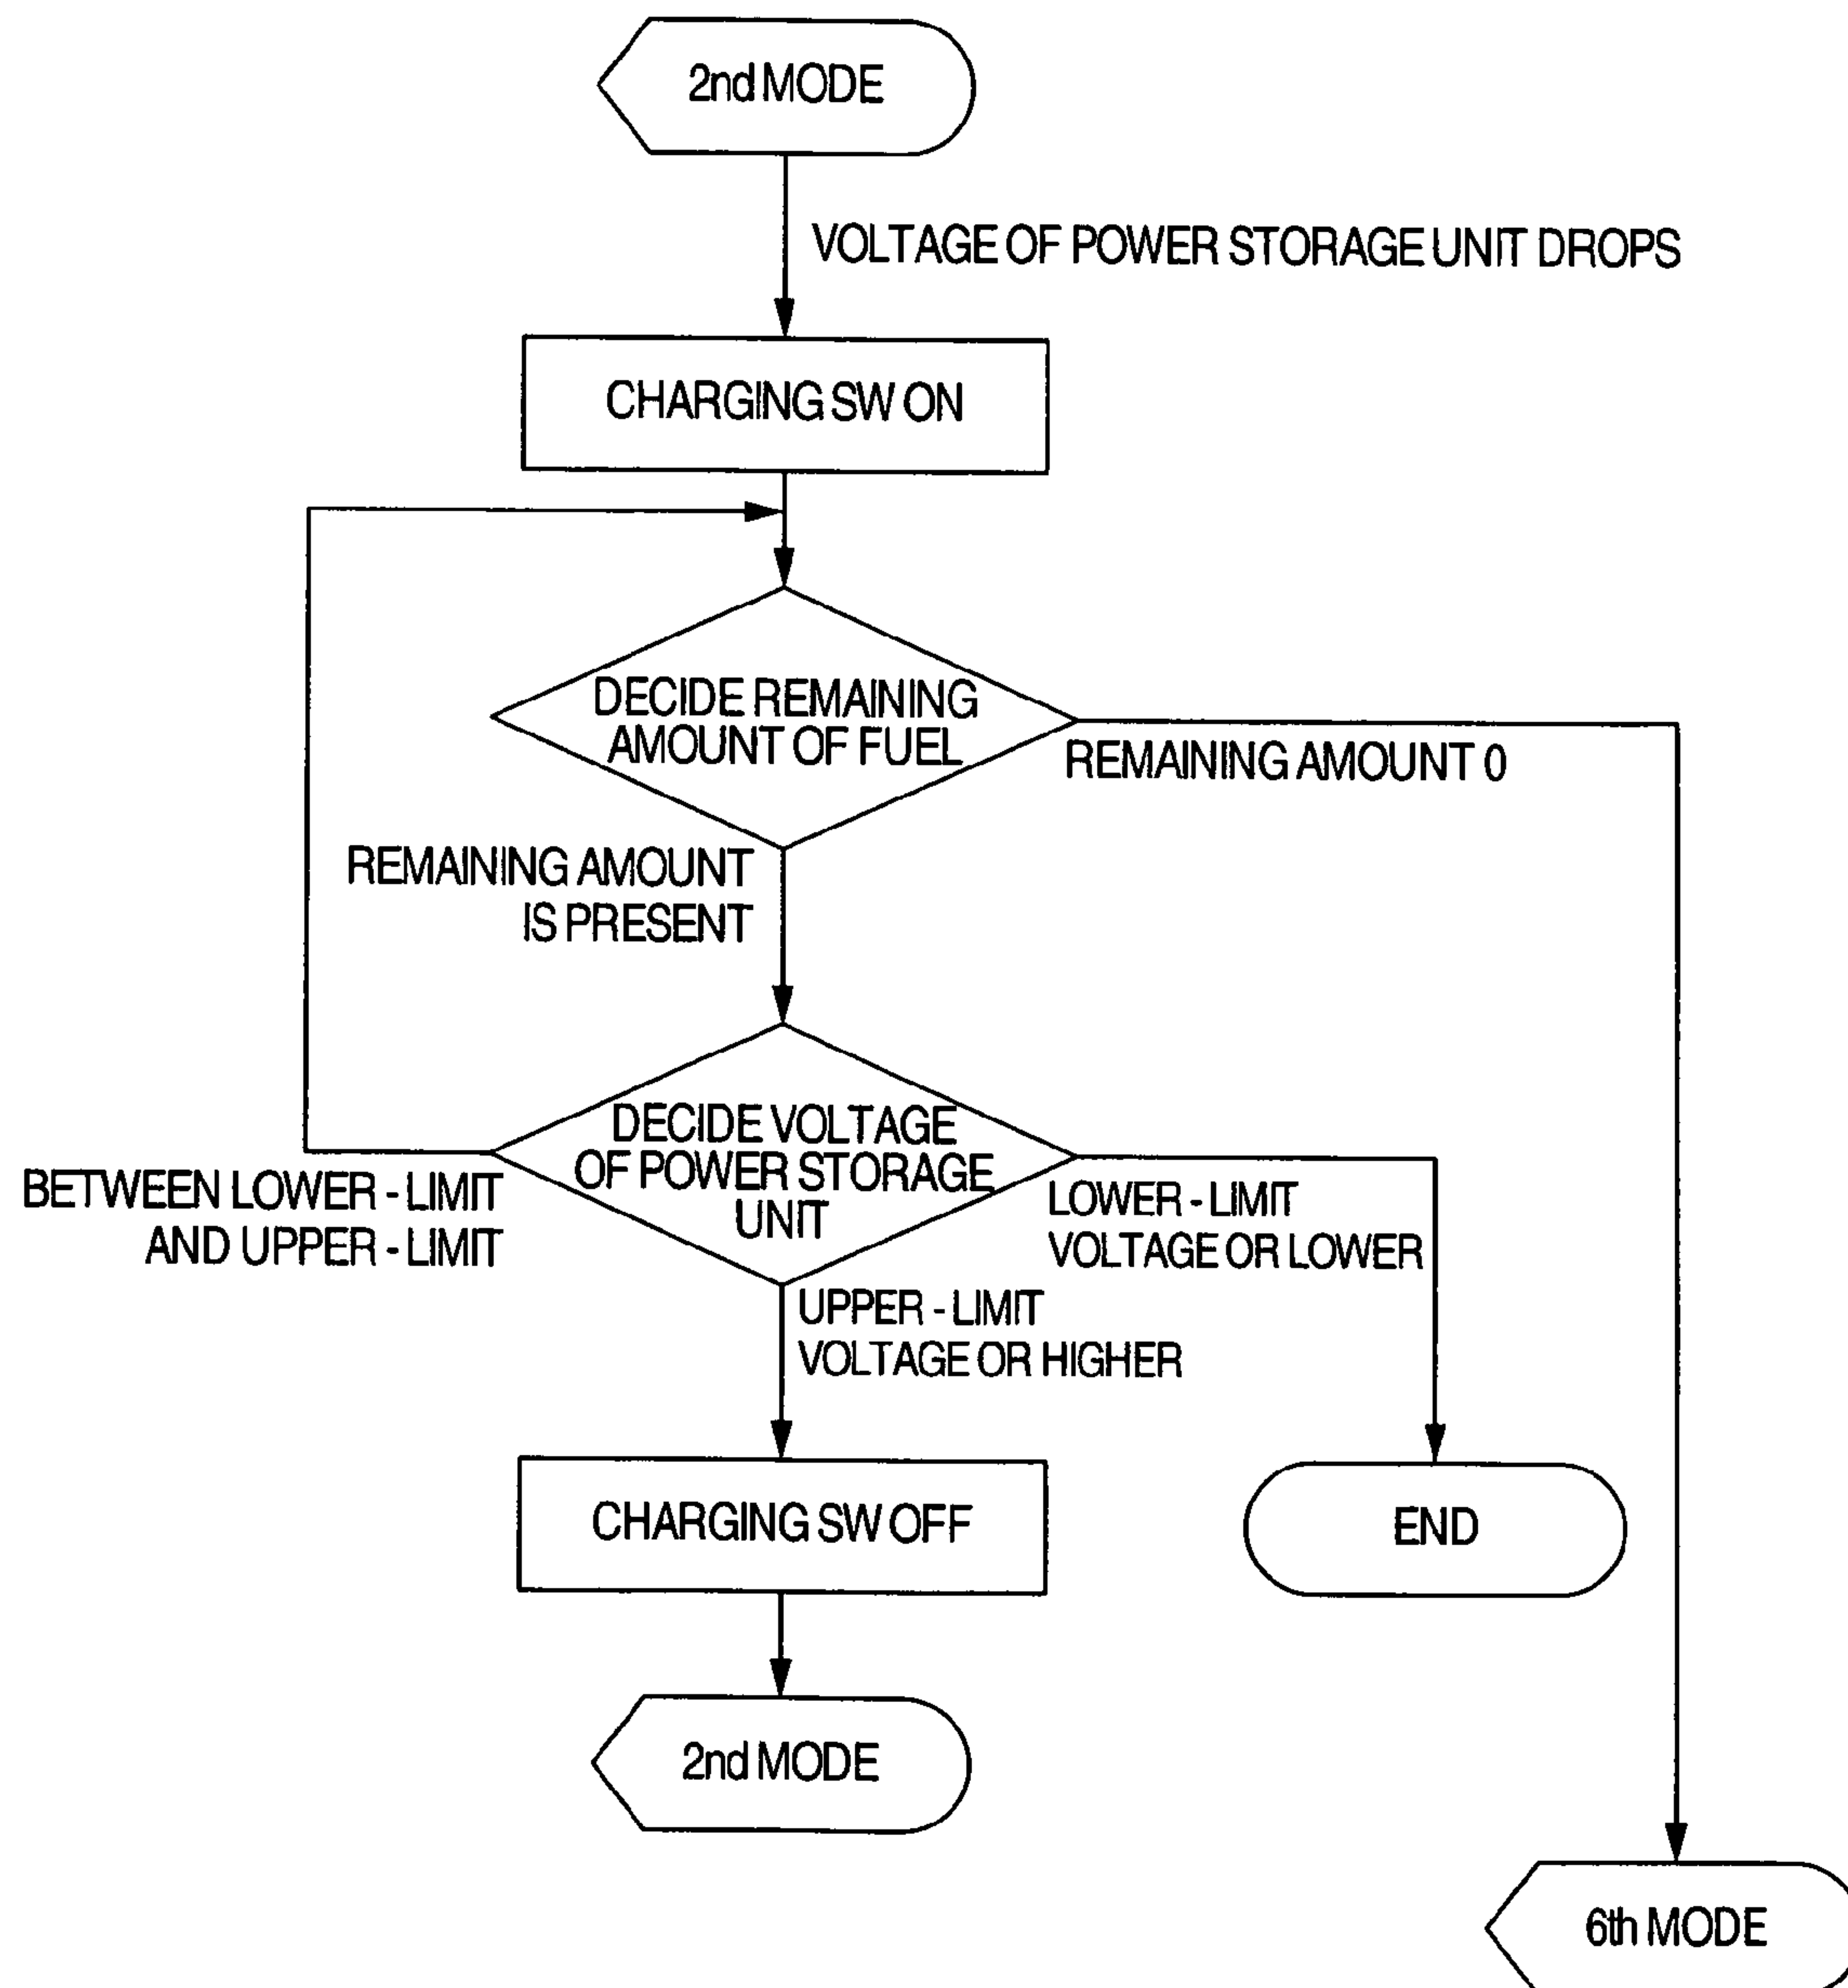 2nd MODE
VOLTAGE OF POWER STORAGE UNIT DROPS
CHARGING SW ON
DECIDE REMAINING
AMOUNT OF FUEL
REMAINING AMOUNT 0
REMAINING AMOUNT
IS PRESENT
DECIDE VOLTAGE
OF POWER STORAGE
UNIT
BETWEEN LOWER - LIMIT
AND UPPER - LIMIT
LOWER - LIMIT
VOLTAGE OR LOWER
UPPER - LIMIT
VOLTAGE OR HIGHER
CHARGING SW OFF
END
2nd MODE
6th MODE